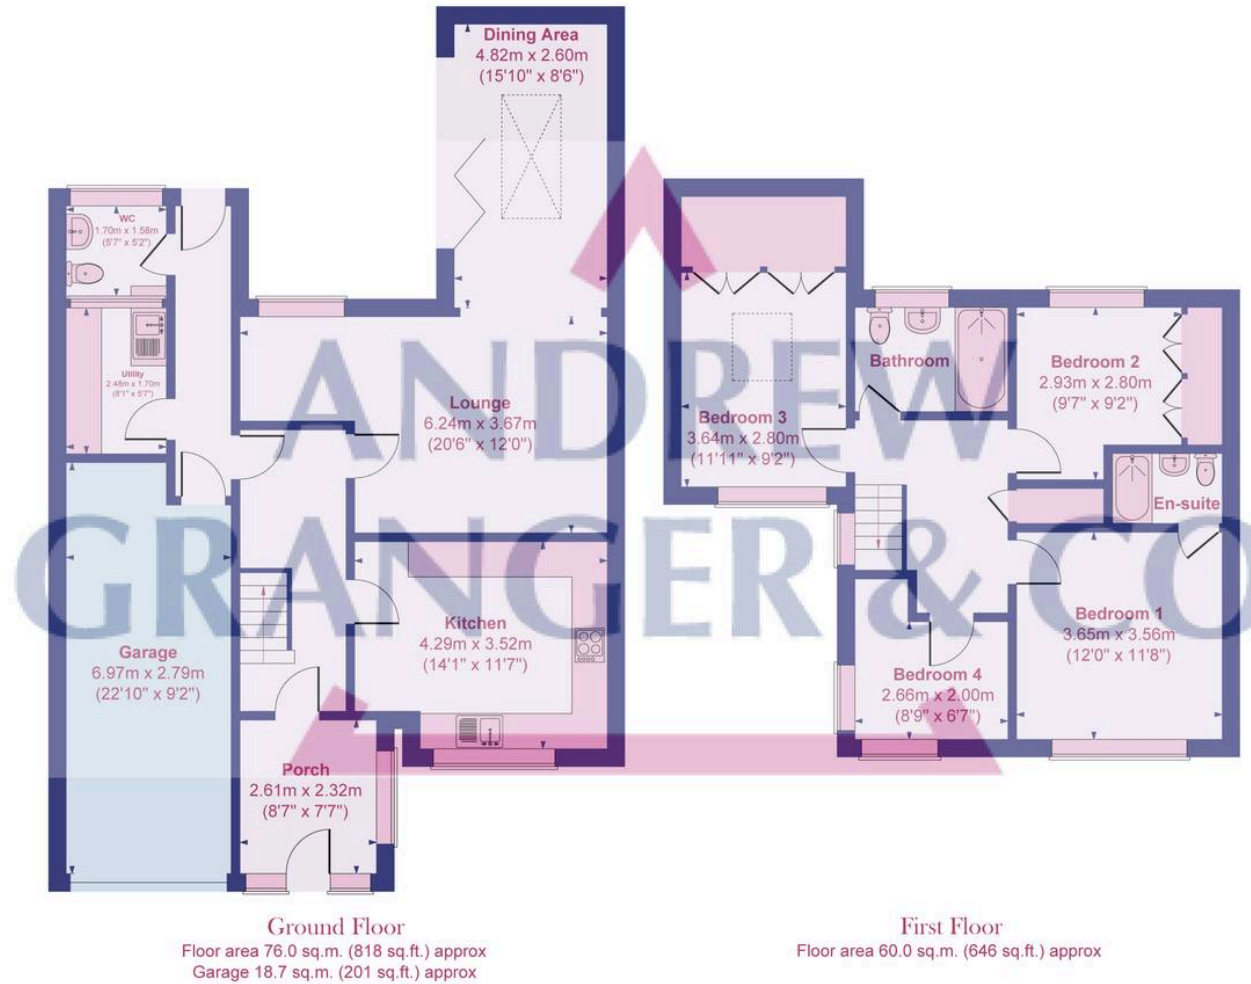 Dining Area
4.82m x 2.60m
(15'10" x 8'6")
WC
1.70m x 1.58m
(5'7" x 5'2")
Utility
2.48m x 1.70m
(8'1" x 5'7")
Lounge
6.24m x 3.67m
(20'6" x 12'0")
Kitchen
4.29m x 3.52m
(14'1" x 11'7")
Garage
6.97m x 2.79m
(22'10" x 9'2")
Porch
2.61m x 2.32m
(8'7" x 7'7")
Bathroom
Bedroom 2
2.93m x 2.80m
(9'7" x 9'2")
Bedroom 3
3.64m x 2.80m
(11'11" x 9'2")
En-suite
Bedroom 1
3.65m x 3.56m
(12'0" x 11'8")
Bedroom 4
2.66m x 2.00m
(8'9" x 6'7")
ANDREW
GRANGER & CO
Ground Floor
Floor area 76.0 sq.m. (818 sq.ft.) approx
Garage 18.7 sq.m. (201 sq.ft.) approx
First Floor
Floor area 60.0 sq.m. (646 sq.ft.) approx